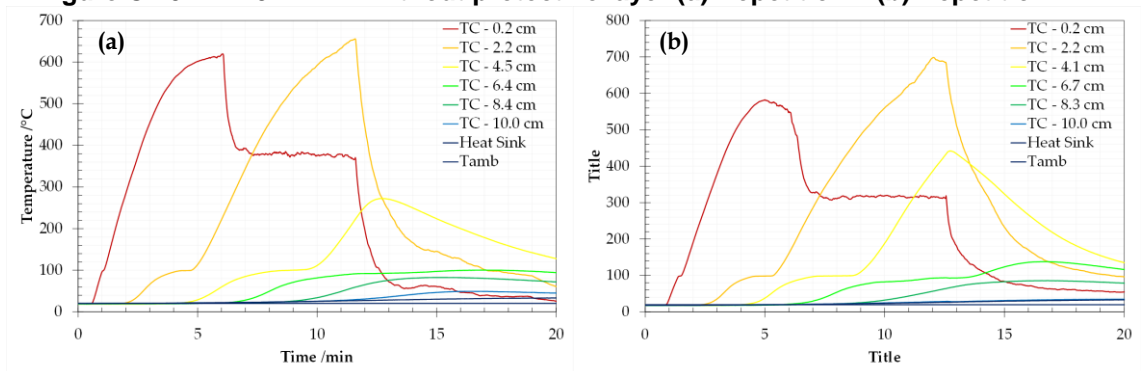 (a)
700
600
500
400
300
200
100
0
0 5 10 15 20
Temperature /°C
Time /min
TC - 0.2 cm
TC - 2.2 cm
TC - 4.5 cm
TC - 6.4 cm
TC - 8.4 cm
TC - 10.0 cm
Heat Sink
Tamb
(b)
800
700
600
500
400
300
200
100
0
0 5 10 15 20
Title
Title
TC - 0.2 cm
TC - 2.2 cm
TC - 4.1 cm
TC - 6.7 cm
TC - 8.3 cm
TC - 10.0 cm
Heat Sink
Tamb